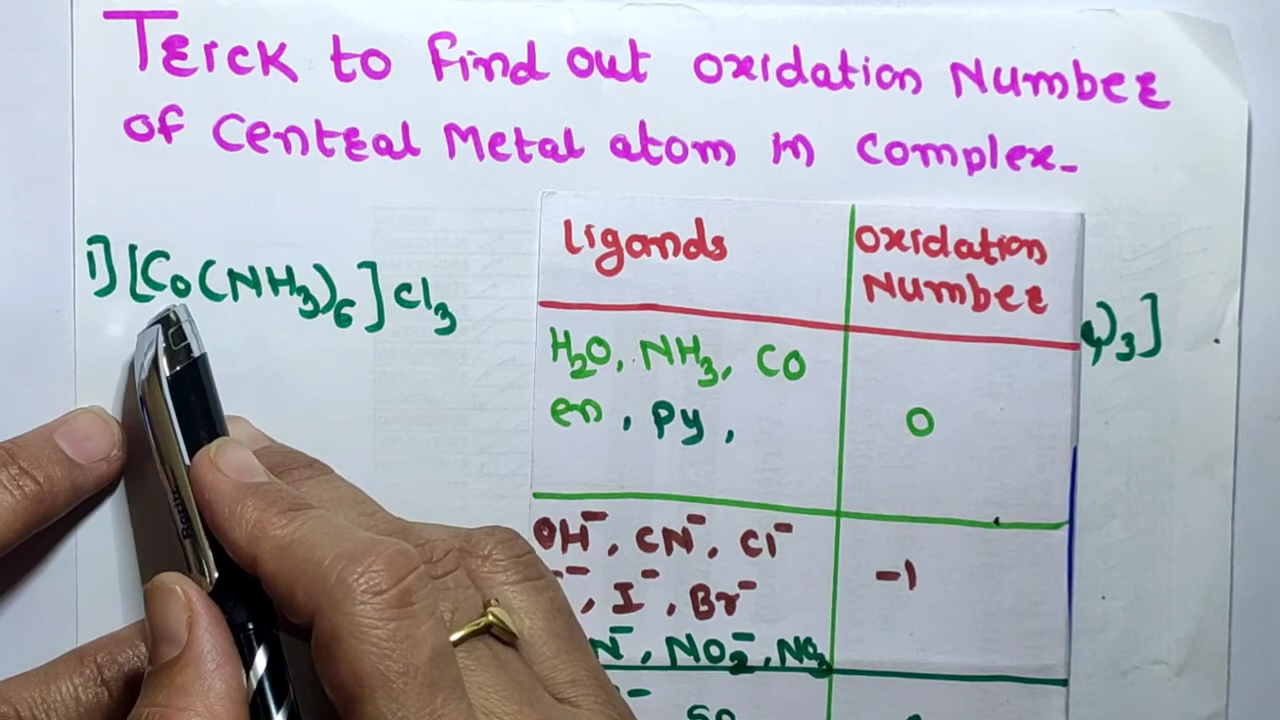 Trick to Find out oxidation Number
of Central Metal atom in Complex-
1] [Co(NH3)6]Cl3
)3]
Ligands
oxidation
Number
H2O, NH3, CO
en, Py,
0
OH⁻, CN⁻, Cl⁻
-1
⁻, I⁻, Br⁻
N⁻, NO2⁻, NO3